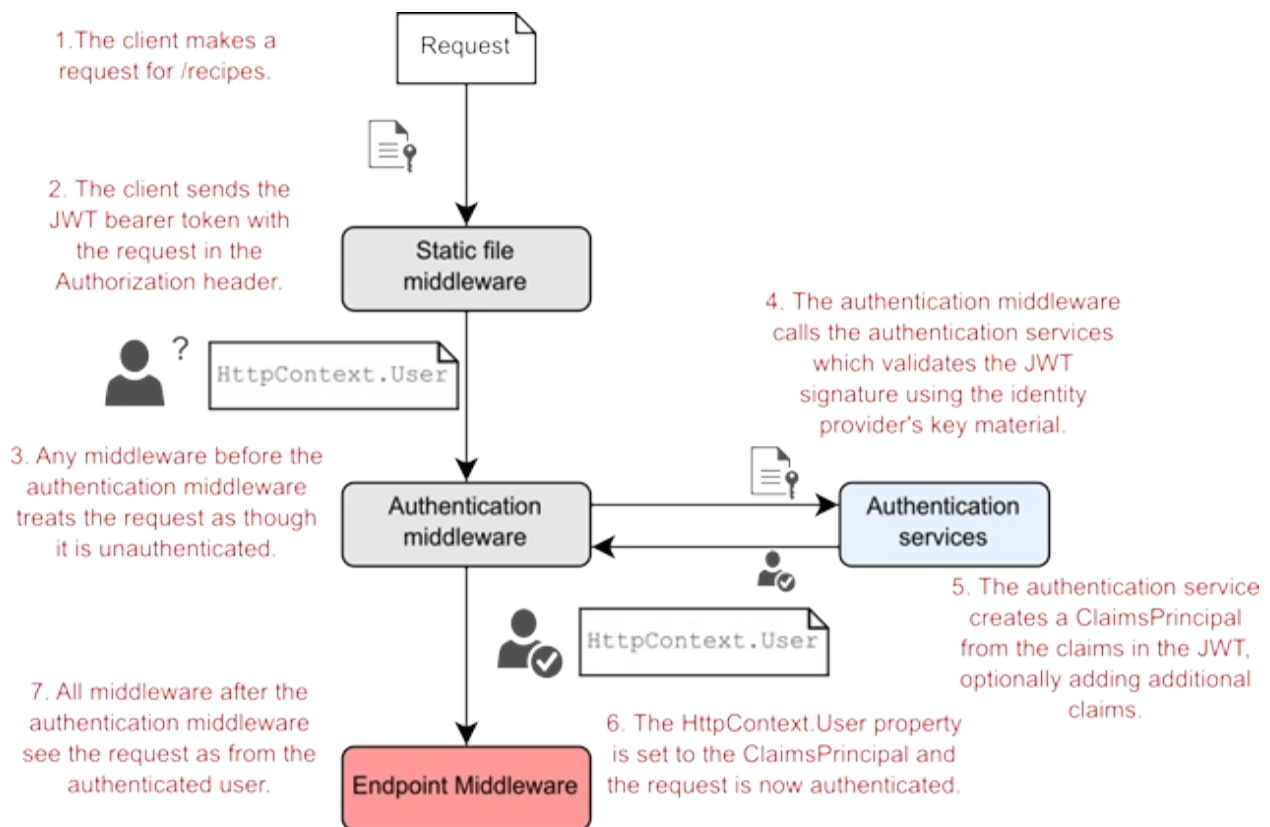 1.The client makes a
request for /recipes.
Request
2. The client sends the
JWT bearer token with
the request in the
Authorization header.
Static file
middleware
?
HttpContext.User
3. Any middleware before the
authentication middleware
treats the request as though
it is unauthenticated.
4. The authentication middleware
calls the authentication services
which validates the JWT
signature using the identity
provider's key material.
Authentication
middleware
Authentication
services
5. The authentication service
creates a ClaimsPrincipal
from the claims in the JWT,
optionally adding additional
claims.
HttpContext.User
6. The HttpContext.User property
is set to the ClaimsPrincipal and
the request is now authenticated.
7. All middleware after the
authentication middleware
see the request as from the
authenticated user.
Endpoint Middleware